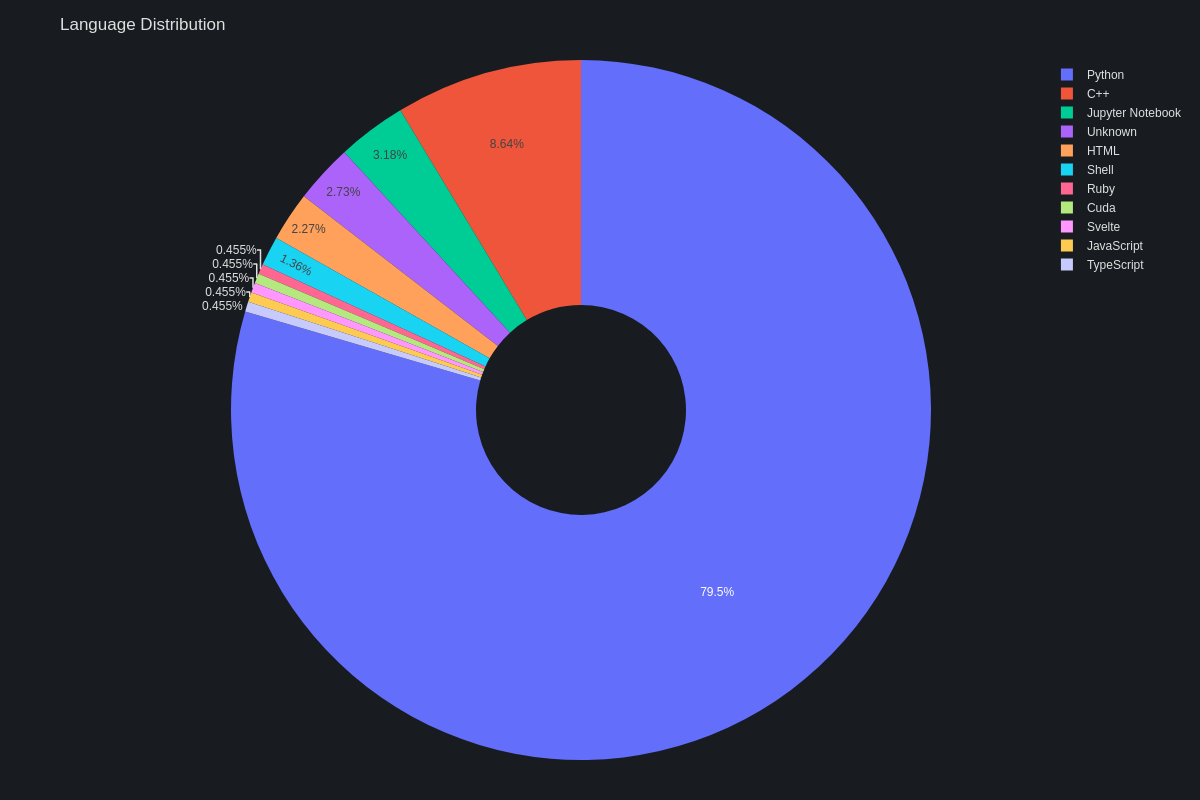 Language Distribution
Python
C++
Jupyter Notebook
Unknown
HTML
Shell
Ruby
Cuda
Svelte
JavaScript
TypeScript
8.64%
3.18%
2.73%
2.27%
1.36%
0.455%
0.455%
0.455%
0.455%
0.455%
79.5%